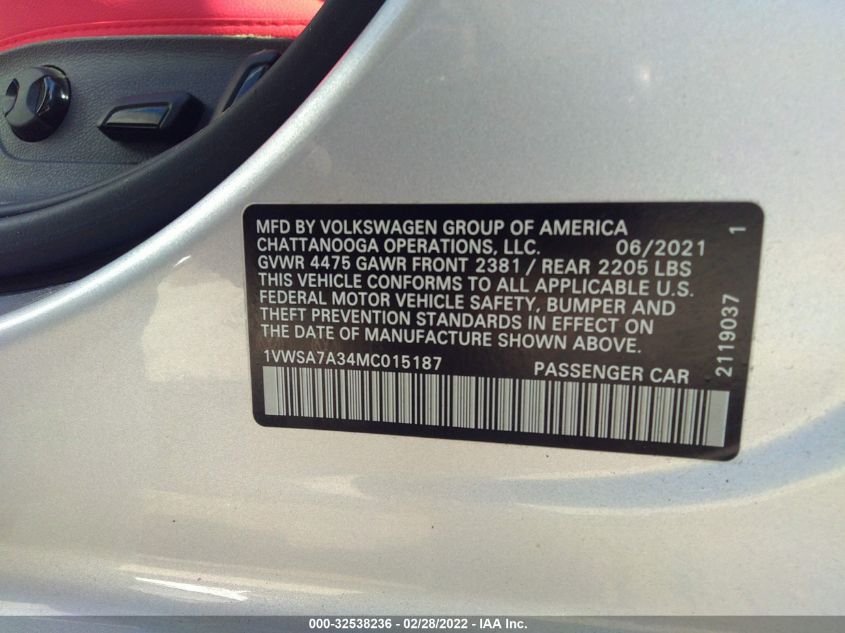 MFD BY VOLKSWAGEN GROUP OF AMERICA
CHATTANOOGA OPERATIONS, LLC. 06/2021 1
GVWR 4475 GAWR FRONT 2381 / REAR 2205 LBS
THIS VEHICLE CONFORMS TO ALL APPLICABLE U.S.
FEDERAL MOTOR VEHICLE SAFETY, BUMPER AND
THEFT PREVENTION STANDARDS IN EFFECT ON
THE DATE OF MANUFACTURE SHOWN ABOVE.
1VWSA7A34MC015187 PASSENGER CAR
2119037
000-32538236 - 02/28/2022 - IAA Inc.